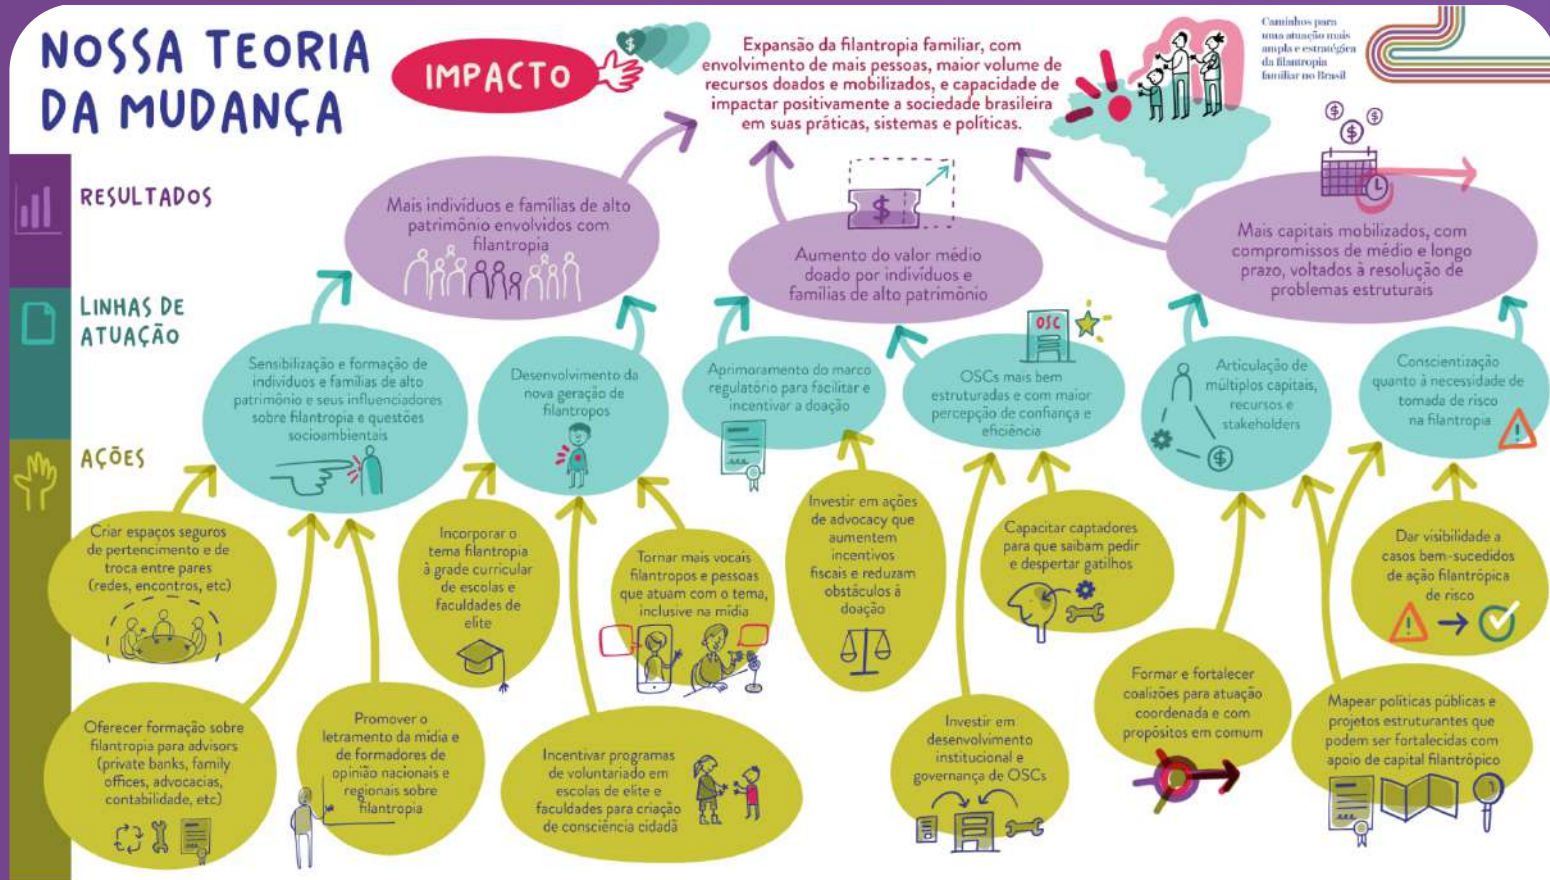 NOSSA TEORIA
DA MUDANÇA
IMPACTO
$
Expansão da filantropia familiar, com
envolvimento de mais pessoas, maior volume de
recursos doados e mobilizados, e capacidade de
impactar positivamente a sociedade brasileira
em suas práticas, sistemas e políticas.
Caminhos para
uma atuação mais
ampla e estratégica
da filantropia
familiar no Brasil
RESULTADOS
Mais indivíduos e famílias de alto
patrimônio envolvidos com
filantropia
$
Aumento do valor médio
doado por indivíduos e
famílias de alto patrimônio
$ $ $
Mais capitais mobilizados, com
compromissos de médio e longo
prazo, voltados à resolução de
problemas estruturais
LINHAS DE
ATUAÇÃO
Sensibilização e formação de
indivíduos e famílias de alto
patrimônio e seus influenciadores
sobre filantropia e questões
socioambientais
Desenvolvimento da
nova geração de
filantropos
Aprimoramento do marco
regulatório para facilitar e
incentivar a doação
OSC
OSCs mais bem
estruturadas e com maior
percepção de confiança e
eficiência
Articulação de
múltiplos capitais,
recursos e
stakeholders
$
Conscientização
quanto à necessidade de
tomada de risco
na filantropia
!
AÇÕES
Criar espaços seguros
de pertencimento e de
troca entre pares
(redes, encontros, etc)
Incorporar o
tema filantropia
à grade curricular
de escolas e
faculdades de
elite
Tornar mais vocais
filantropos e pessoas
que atuam com o tema,
inclusive na mídia
Investir em ações
de advocacy que
aumentem
incentivos
fiscais e reduzam
obstáculos à
doação
Capacitar captadores
para que saibam pedir
e despertar gatilhos
Dar visibilidade a
casos bem-sucedidos
de ação filantrópica
de risco
!
Oferecer formação sobre
filantropia para advisors
(private banks, family
offices, advocacias,
contabilidade, etc)
Promover o
letramento da mídia e
de formadores de
opinião nacionais e
regionais sobre
filantropia
Incentivar programas
de voluntariado em
escolas de elite e
faculdades para criação
de consciência cidadã
Investir em
desenvolvimento
institucional e
governança de OSCs
Formar e fortalecer
coalizões para atuação
coordenada e com
propósitos em comum
Mapear políticas públicas e
projetos estruturantes que
podem ser fortalecidas com
apoio de capital filantrópico